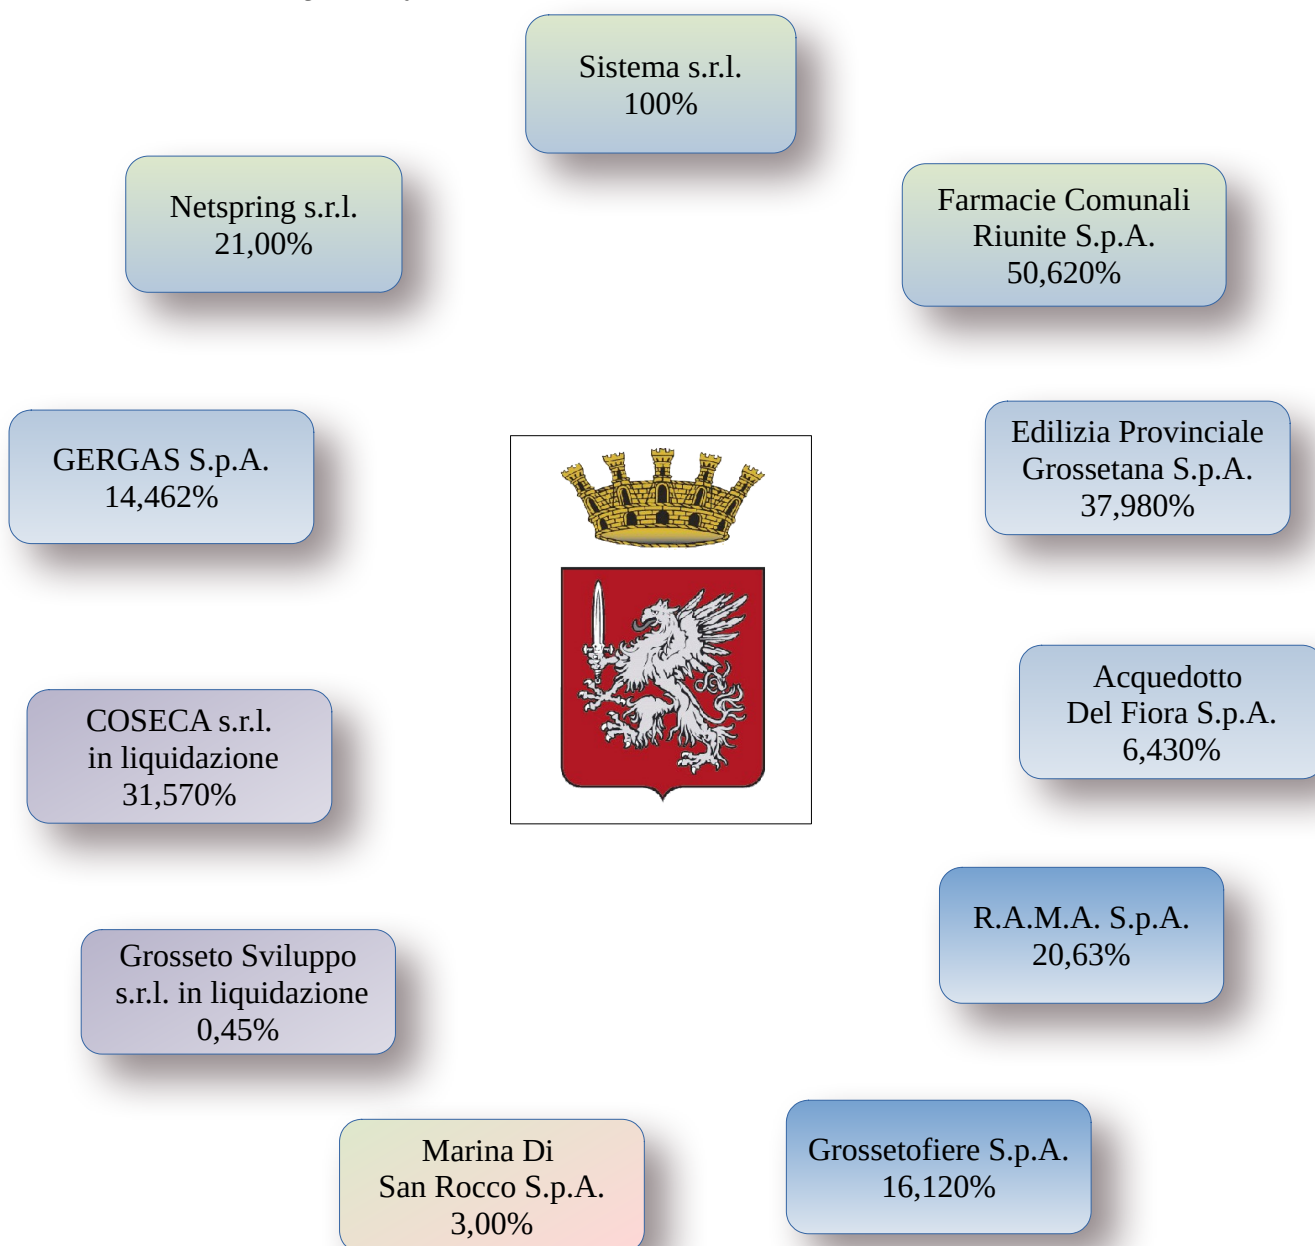 Sistema s.r.l.
100%
Netspring s.r.l.
21,00%
Farmacie Comunali
Riunite S.p.A.
50,620%
GERGAS S.p.A.
14,462%
Edilizia Provinciale
Grossetana S.p.A.
37,980%
Acquedotto
Del Fiora S.p.A.
6,430%
COSECA s.r.l.
in liquidazione
31,570%
R.A.M.A. S.p.A.
20,63%
Grosseto Sviluppo
s.r.l. in liquidazione
0,45%
Grossetofiere S.p.A.
16,120%
Marina Di
San Rocco S.p.A.
3,00%